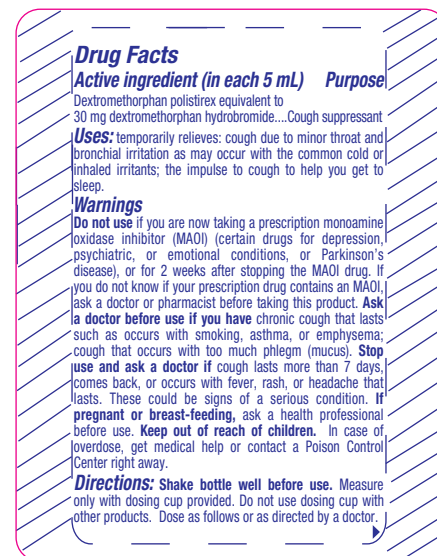 Drug Facts
Active ingredient (in each 5 mL) Purpose
Dextromethorphan polistirex equivalent to
30 mg dextromethorphan hydrobromide....Cough suppressant
Uses: temporarily relieves: cough due to minor throat and
bronchial irritation as may occur with the common cold or
inhaled irritants; the impulse to cough to help you get to
sleep.
Warnings
Do not use if you are now taking a prescription monoamine
oxidase inhibitor (MAOI) (certain drugs for depression,
psychiatric, or emotional conditions, or Parkinson's
disease), or for 2 weeks after stopping the MAOI drug. If
you do not know if your prescription drug contains an MAOI,
ask a doctor or pharmacist before taking this product. Ask
a doctor before use if you have chronic cough that lasts
such as occurs with smoking, asthma, or emphysema;
cough that occurs with too much phlegm (mucus). Stop
use and ask a doctor if cough lasts more than 7 days,
comes back, or occurs with fever, rash, or headache that
lasts. These could be signs of a serious condition. If
pregnant or breast-feeding, ask a health professional
before use. Keep out of reach of children. In case of
overdose, get medical help or contact a Poison Control
Center right away.
Directions: Shake bottle well before use. Measure
only with dosing cup provided. Do not use dosing cup with
other products. Dose as follows or as directed by a doctor.